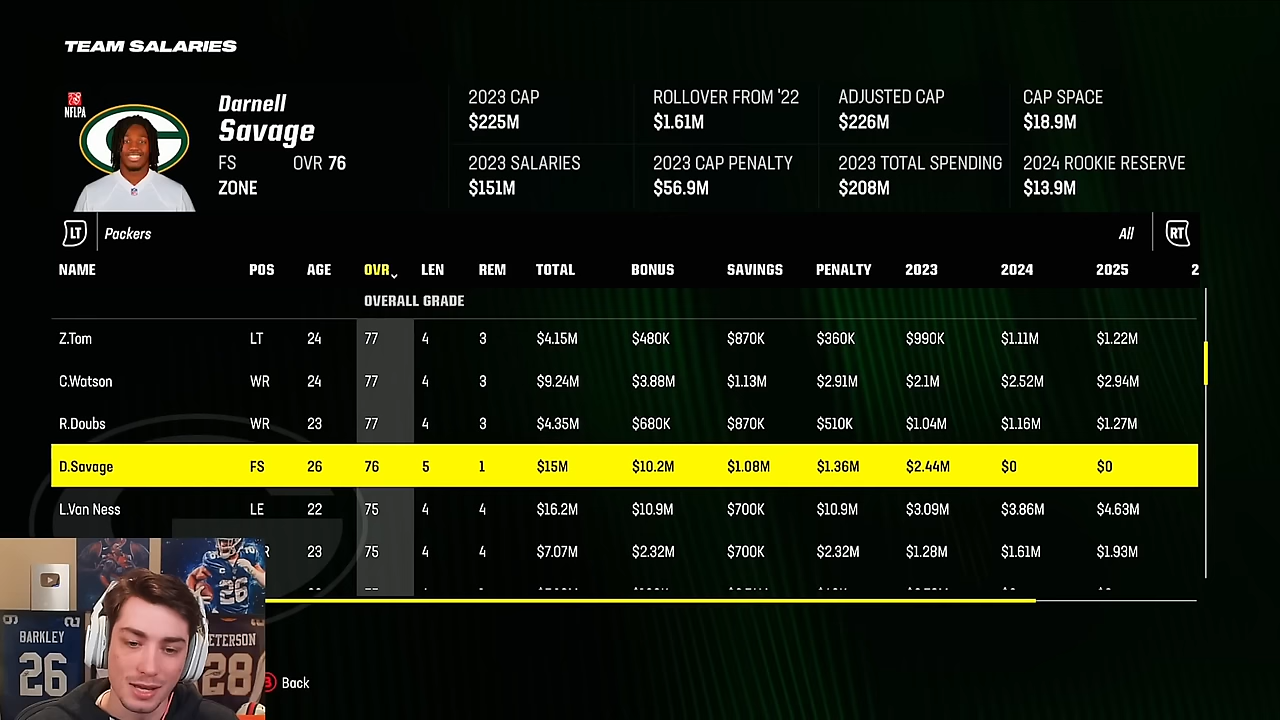 TEAM SALARIES
NFLPA
Darnell
Savage
FS OVR 76
ZONE
2023 CAP ROLLOVER FROM '22 ADJUSTED CAP CAP SPACE
$225M $1.61M $226M $18.9M
2023 SALARIES 2023 CAP PENALTY 2023 TOTAL SPENDING 2024 ROOKIE RESERVE
$151M $56.9M $208M $13.9M
LT Packers All RT
NAME POS AGE OVR LEN REM TOTAL BONUS SAVINGS PENALTY 2023 2024 2025 2
OVERALL GRADE
Z.Tom LT 24 77 4 3 $4.15M $480K $870K $360K $990K $1.11M $1.22M
C.Watson WR 24 77 4 3 $9.24M $3.88M $1.13M $2.91M $2.1M $2.52M $2.94M
R.Doubs WR 23 77 4 3 $4.35M $680K $870K $510K $1.04M $1.16M $1.27M
D.Savage FS 26 76 5 1 $15M $10.2M $1.08M $1.36M $2.44M $0 $0
L.Van Ness LE 22 75 4 4 $16.2M $10.9M $700K $10.9M $3.09M $3.86M $4.63M
23 75 4 4 $7.07M $2.32M $700K $2.32M $1.28M $1.61M $1.93M
26
BARKLEY
26
28
Back